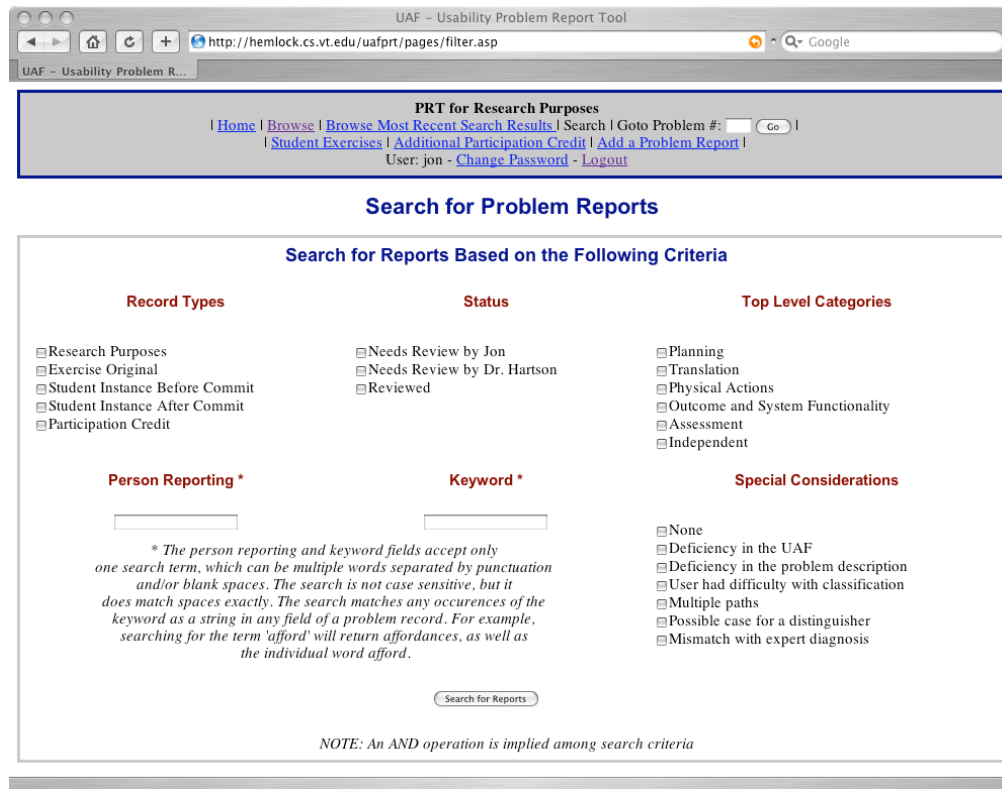 UAF – Usability Problem Report Tool
http://hemlock.cs.vt.edu/uafprt/pages/filter.asp
Google
UAF – Usability Problem R...
PRT for Research Purposes
| Home | Browse | Browse Most Recent Search Results | Search | Goto Problem #: Go |
| Student Exercises | Additional Participation Credit | Add a Problem Report |
User: jon - Change Password - Logout
Search for Problem Reports
Search for Reports Based on the Following Criteria
Record Types
Research Purposes
Exercise Original
Student Instance Before Commit
Student Instance After Commit
Participation Credit
Status
Needs Review by Jon
Needs Review by Dr. Hartson
Reviewed
Top Level Categories
Planning
Translation
Physical Actions
Outcome and System Functionality
Assessment
Independent
Person Reporting *
Keyword *
* The person reporting and keyword fields accept only
one search term, which can be multiple words separated by punctuation
and/or blank spaces. The search is not case sensitive, but it
does match spaces exactly. The search matches any occurences of the
keyword as a string in any field of a problem record. For example,
searching for the term 'afford' will return affordances, as well as
the individual word afford.
Special Considerations
None
Deficiency in the UAF
Deficiency in the problem description
User had difficulty with classification
Multiple paths
Possible case for a distinguisher
Mismatch with expert diagnosis
Search for Reports
NOTE: An AND operation is implied among search criteria